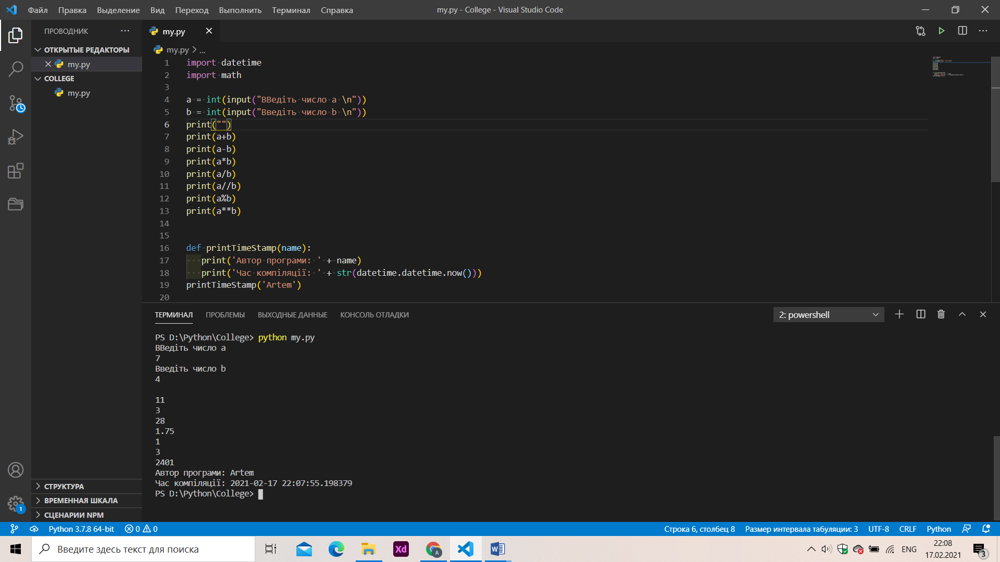 Файл Правка Выделение Вид Переход Выполнить Терминал Справка
my.py - College - Visual Studio Code
ПРОВОДНИК
ОТКРЫТЫЕ РЕДАКТОРЫ
my.py
COLLEGE
my.py
СТРУКТУРА
ВРЕМЕННАЯ ШКАЛА
СЦЕНАРИИ NPM
1
my.py
my.py > ...
1 import datetime
2 import math
3
4 a = int(input("ВВедіть число a \n"))
5 b = int(input("Введіть число b \n"))
6 print("")
7 print(a+b)
8 print(a-b)
9 print(a*b)
10 print(a/b)
11 print(a//b)
12 print(a%b)
13 print(a**b)
14
15
16 def printTimeStamp(name):
17 print('Автор програми: ' + name)
18 print('Час компіляції: ' + str(datetime.datetime.now()))
19 printTimeStamp('Artem')
20
ТЕРМИНАЛ ПРОБЛЕМЫ ВЫХОДНЫЕ ДАННЫЕ КОНСОЛЬ ОТЛАДКИ
2: powershell
PS D:\Python\College> python my.py
ВВедіть число a
7
Введіть число b
4
11
3
28
1.75
1
3
2401
Автор програми: Artem
Час компіляції: 2021-02-17 22:07:55.198379
PS D:\Python\College>
Python 3.7.8 64-bit 0 0
Строка 6, столбец 8 Размер интервала табуляции: 3 UTF-8 CRLF Python
Введите здесь текст для поиска
Xd
A
W
ENG
22:08
17.02.2021
3